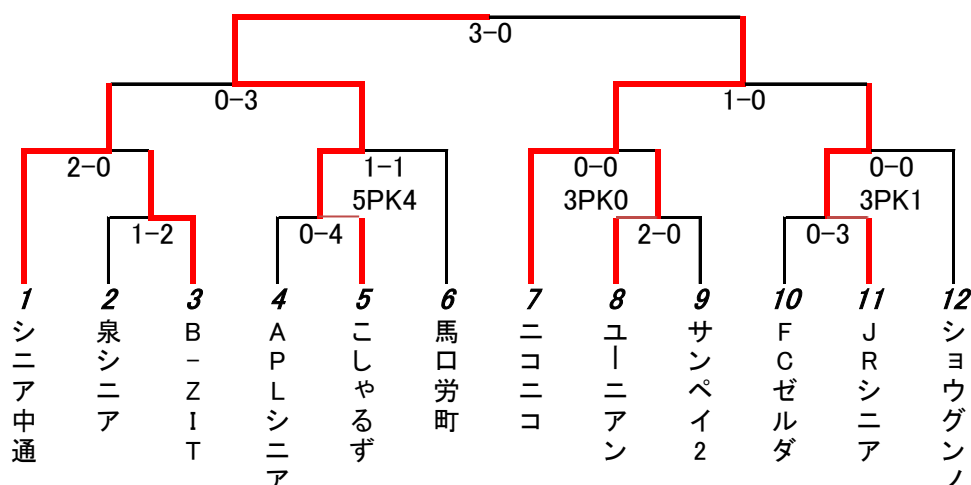 3-0
0-3
1-0
2-0
1-1
5PK4
0-0
3PK0
0-0
3PK1
1-2
0-4
2-0
0-3
1
2
3
4
5
6
7
8
9
10
11
12
シニア中通
泉シニア
B-ZIT
APLシニア
こしゃるず
馬口労町
ニコニコ
ユーニアン
サンペイ2
FCゼルダ
JRシニア
ショウグンノ